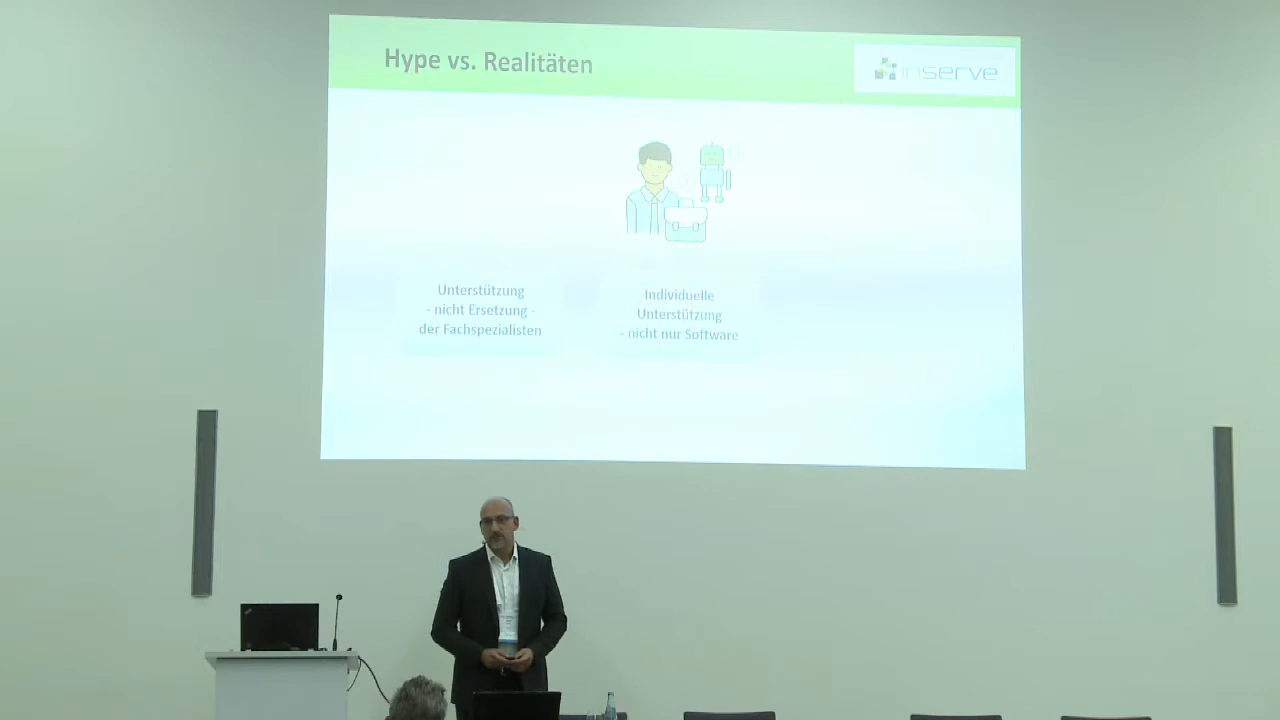 Hype vs. Realitäten
inserve
Unterstützung
- nicht Ersetzung -
der Fachspezialisten
Individuelle
Unterstützung
- nicht nur Software